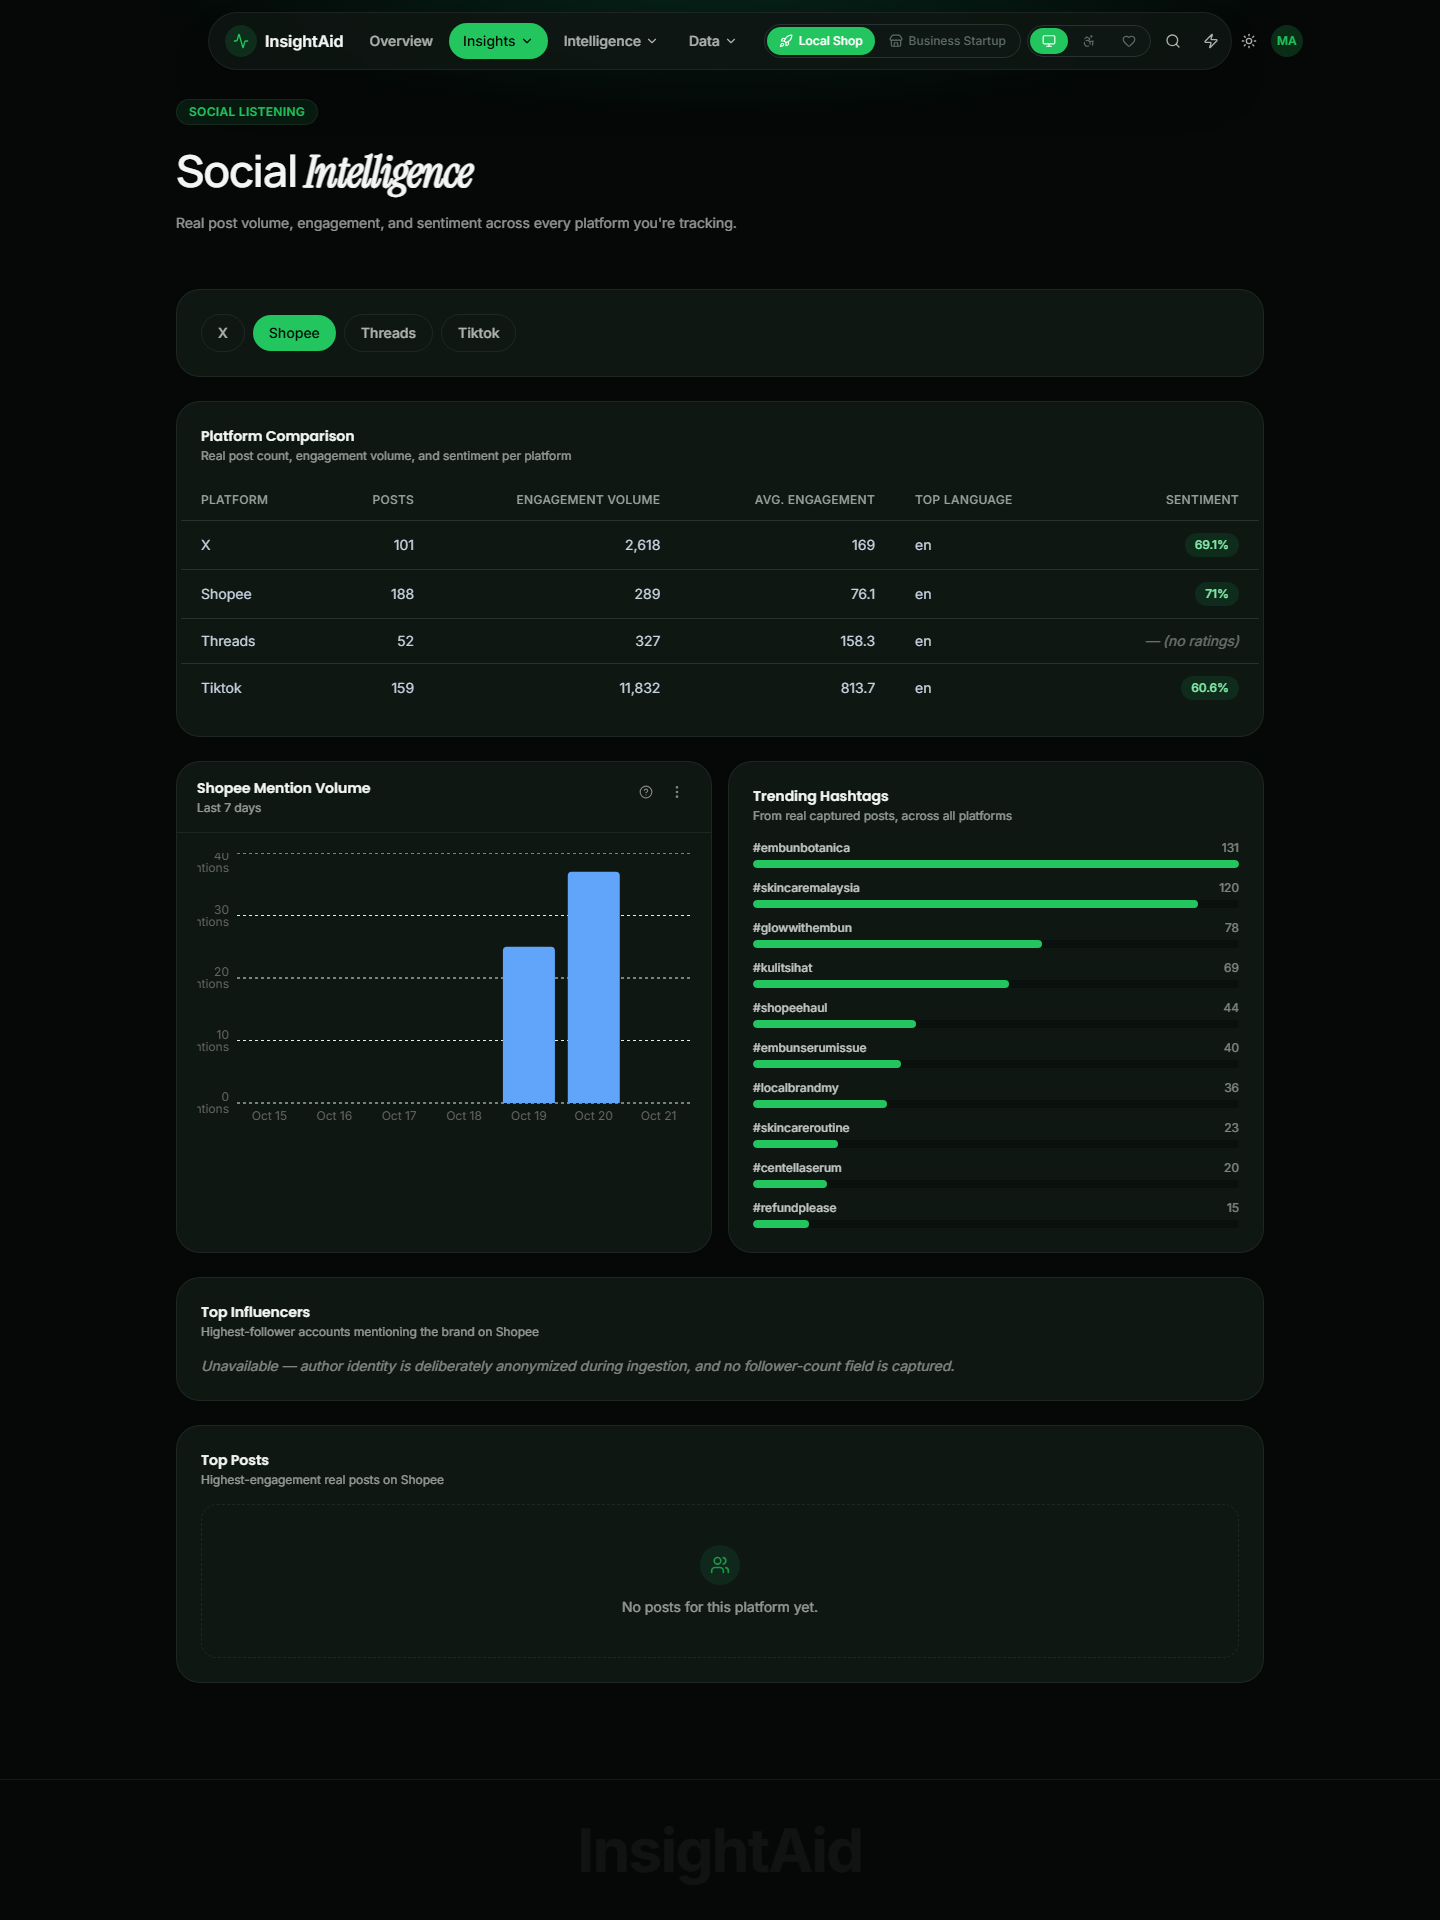 InsightAid
Overview
Insights
Intelligence
Data
Local Shop
Business Startup
MA
SOCIAL LISTENING
Social Intelligence
Real post volume, engagement, and sentiment across every platform you're tracking.
X
Shopee
Threads
Tiktok
Platform Comparison
Real post count, engagement volume, and sentiment per platform
PLATFORM POSTS ENGAGEMENT VOLUME AVG. ENGAGEMENT TOP LANGUAGE SENTIMENT
X 101 2,618 169 en 69.1%
Shopee 188 289 76.1 en 71%
Threads 52 327 158.3 en — (no ratings)
Tiktok 159 11,832 813.7 en 60.6%
Shopee Mention Volume
Last 7 days
40
ntions
30
ntions
20
ntions
10
ntions
0
ntions
Oct 15 Oct 16 Oct 17 Oct 18 Oct 19 Oct 20 Oct 21
Trending Hashtags
From real captured posts, across all platforms
#embunbotanica 131
#skincaremalaysia 120
#glowwithembun 78
#kulitsihat 69
#shopeehaul 44
#embunserumissue 40
#localbrandmy 36
#skincareroutine 23
#centellaserum 20
#refundplease 15
Top Influencers
Highest-follower accounts mentioning the brand on Shopee
Unavailable — author identity is deliberately anonymized during ingestion, and no follower-count field is captured.
Top Posts
Highest-engagement real posts on Shopee
No posts for this platform yet.
InsightAid